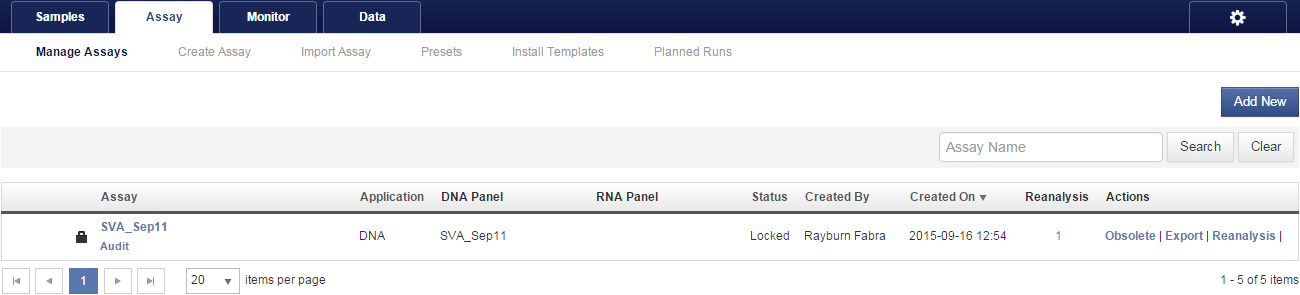 Samples Assay Monitor Data
Manage Assays Create Assay Import Assay Presets Install Templates Planned Runs
Add New
Assay Name Search Clear
Assay Application DNA Panel RNA Panel Status Created By Created On Reanalysis Actions
SVA_Sep11
Audit
DNA SVA_Sep11 Locked Rayburn Fabra 2015-09-16 12:54 1 Obsolete | Export | Reanalysis |
1 20 items per page 1 - 5 of 5 items